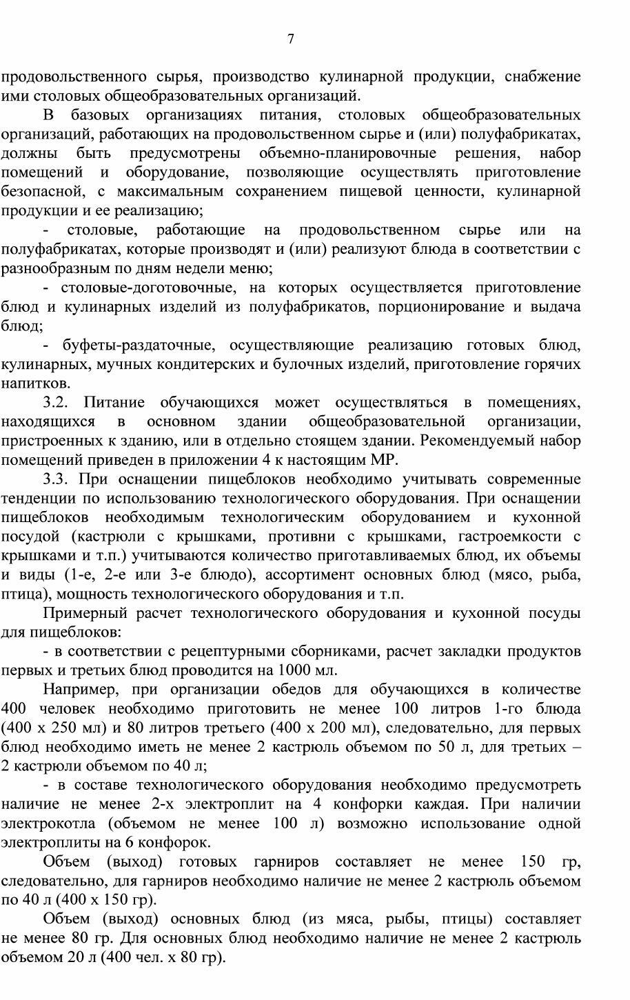 7
продовольственного сырья, производство кулинарной продукции, снабжение
ими столовых общеобразовательных организаций.
В базовых организациях питания, столовых общеобразовательных
организаций, работающих на продовольственном сырье и (или) полуфабрикатах,
должны быть предусмотрены объемно-планировочные решения, набор
помещений и оборудование, позволяющие осуществлять приготовление
безопасной, с максимальным сохранением пищевой ценности, кулинарной
продукции и ее реализацию;
- столовые, работающие на продовольственном сырье или на
полуфабрикатах, которые производят и (или) реализуют блюда в соответствии с
разнообразным по дням недели меню;
- столовые-доготовочные, на которых осуществляется приготовление
блюд и кулинарных изделий из полуфабрикатов, порционирование и выдача
блюд;
- буфеты-раздаточные, осуществляющие реализацию готовых блюд,
кулинарных, мучных кондитерских и булочных изделий, приготовление горячих
напитков.
3.2. Питание обучающихся может осуществляться в помещениях,
находящихся в основном здании общеобразовательной организации,
пристроенных к зданию, или в отдельно стоящем здании. Рекомендуемый набор
помещений приведен в приложении 4 к настоящим МР.
3.3. При оснащении пищеблоков необходимо учитывать современные
тенденции по использованию технологического оборудования. При оснащении
пищеблоков необходимым технологическим оборудованием и кухонной
посудой (кастрюли с крышками, противни с крышками, гастроемкости с
крышками и т.п.) учитываются количество приготавливаемых блюд, их объемы
и виды (1-е, 2-е или 3-е блюдо), ассортимент основных блюд (мясо, рыба,
птица), мощность технологического оборудования и т.п.
Примерный расчет технологического оборудования и кухонной посуды
для пищеблоков:
- в соответствии с рецептурными сборниками, расчет закладки продуктов
первых и третьих блюд проводится на 1000 мл.
Например, при организации обедов для обучающихся в количестве
400 человек необходимо приготовить не менее 100 литров 1-го блюда
(400 х 250 мл) и 80 литров третьего (400 х 200 мл), следовательно, для первых
блюд необходимо иметь не менее 2 кастрюль объемом по 50 л, для третьих –
2 кастрюли объемом по 40 л;
- в составе технологического оборудования необходимо предусмотреть
наличие не менее 2-х электроплит на 4 конфорки каждая. При наличии
электрокотла (объемом не менее 100 л) возможно использование одной
электроплиты на 6 конфорок.
Объем (выход) готовых гарниров составляет не менее 150 гр,
следовательно, для гарниров необходимо наличие не менее 2 кастрюль объемом
по 40 л (400 х 150 гр).
Объем (выход) основных блюд (из мяса, рыбы, птицы) составляет
не менее 80 гр. Для основных блюд необходимо наличие не менее 2 кастрюль
объемом 20 л (400 чел. х 80 гр).